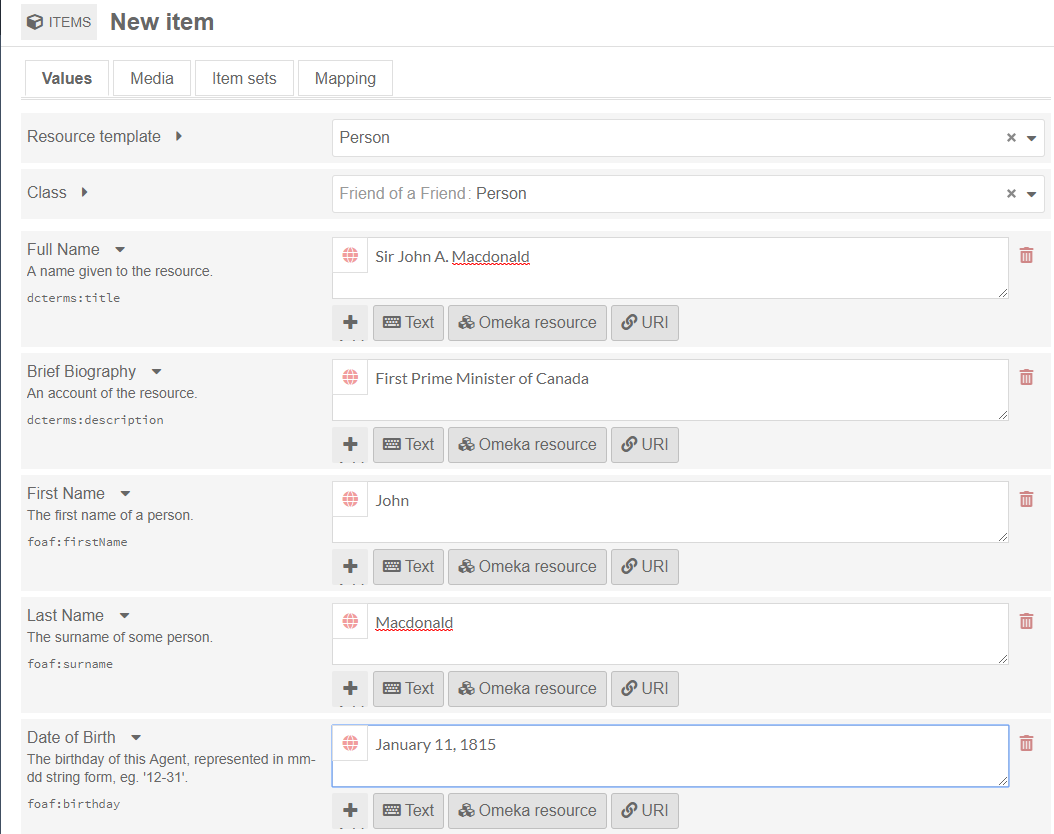 ITEMS New item
Values Media Item sets Mapping
Resource template Person
Class Friend of a Friend: Person
Full Name
A name given to the resource.
dcterms:title
Sir John A. Macdonald
Text Omeka resource URI
Brief Biography
An account of the resource.
dcterms:description
First Prime Minister of Canada
Text Omeka resource URI
First Name
The first name of a person.
foaf:firstName
John
Text Omeka resource URI
Last Name
The surname of some person.
foaf:surname
Macdonald
Text Omeka resource URI
Date of Birth
The birthday of this Agent, represented in mm-
dd string form, eg. '12-31'.
foaf:birthday
January 11, 1815
Text Omeka resource URI